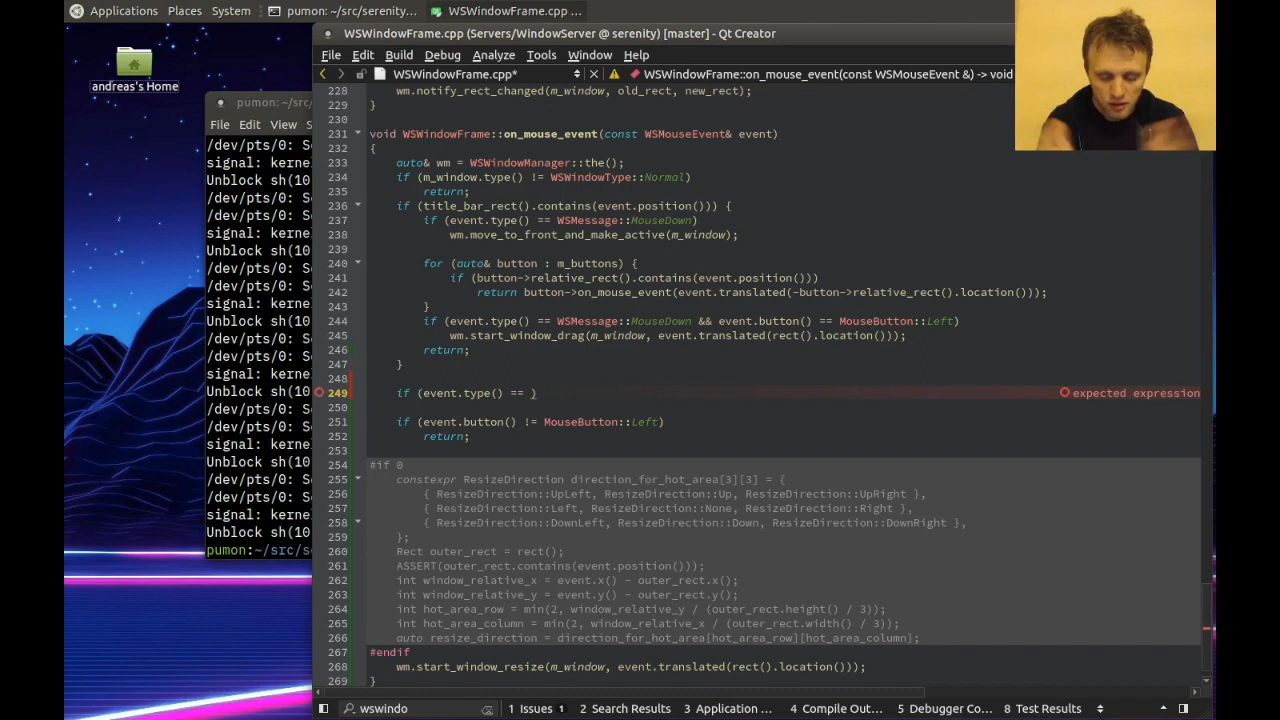 Applications Places System pumon: ~/src/serenity... WSWindowFrame.cpp ...
andreas's Home
pumon: ~/src/
File Edit View S
/dev/pts/0: S
signal: kerne
Unblock sh(10
/dev/pts/0: S
/dev/pts/0: S
signal: kerne
Unblock sh(10
/dev/pts/0: S
/dev/pts/0: S
signal: kerne
Unblock sh(10
/dev/pts/0: S
/dev/pts/0: S
signal: kerne
Unblock sh(10
/dev/pts/0: S
/dev/pts/0: S
signal: kerne
Unblock sh(10
/dev/pts/0: S
/dev/pts/0: S
signal: kerne
Unblock sh(10
pumon:~/src/se
WSWindowFrame.cpp (Servers/WindowServer @ serenity) [master] - Qt Creator
File Edit Build Debug Analyze Tools Window Help
WSWindowFrame.cpp* WSWindowFrame::on_mouse_event(const WSMouseEvent &) -> void
228 wm.notify_rect_changed(m_window, old_rect, new_rect);
229 }
230
231 void WSWindowFrame::on_mouse_event(const WSMouseEvent& event)
232 {
233 auto& wm = WSWindowManager::the();
234 if (m_window.type() != WSWindowType::Normal)
235 return;
236 if (title_bar_rect().contains(event.position())) {
237 if (event.type() == WSMessage::MouseDown)
238 wm.move_to_front_and_make_active(m_window);
239
240 for (auto& button : m_buttons) {
241 if (button->relative_rect().contains(event.position()))
242 return button->on_mouse_event(event.translated(-button->relative_rect().location()));
243 }
244 if (event.type() == WSMessage::MouseDown && event.button() == MouseButton::Left)
245 wm.start_window_drag(m_window, event.translated(rect().location()));
246 return;
247 }
248
249 if (event.type() == ) expected expression
250
251 if (event.button() != MouseButton::Left)
252 return;
253
254 #if 0
255 constexpr ResizeDirection direction_for_hot_area[3][3] = {
256 { ResizeDirection::UpLeft, ResizeDirection::Up, ResizeDirection::UpRight },
257 { ResizeDirection::Left, ResizeDirection::None, ResizeDirection::Right },
258 { ResizeDirection::DownLeft, ResizeDirection::Down, ResizeDirection::DownRight },
259 };
260 Rect outer_rect = rect();
261 ASSERT(outer_rect.contains(event.position()));
262 int window_relative_x = event.x() - outer_rect.x();
263 int window_relative_y = event.y() - outer_rect.y();
264 int hot_area_row = min(2, window_relative_y / (outer_rect.height() / 3));
265 int hot_area_column = min(2, window_relative_x / (outer_rect.width() / 3));
266 auto resize_direction = direction_for_hot_area[hot_area_row][hot_area_column];
267 #endif
268 wm.start_window_resize(m_window, event.translated(rect().location()));
269 }
wswindo 1 Issues 1 2 Search Results 3 Application ... 4 Compile Out... 5 Debugger Co... 8 Test Results